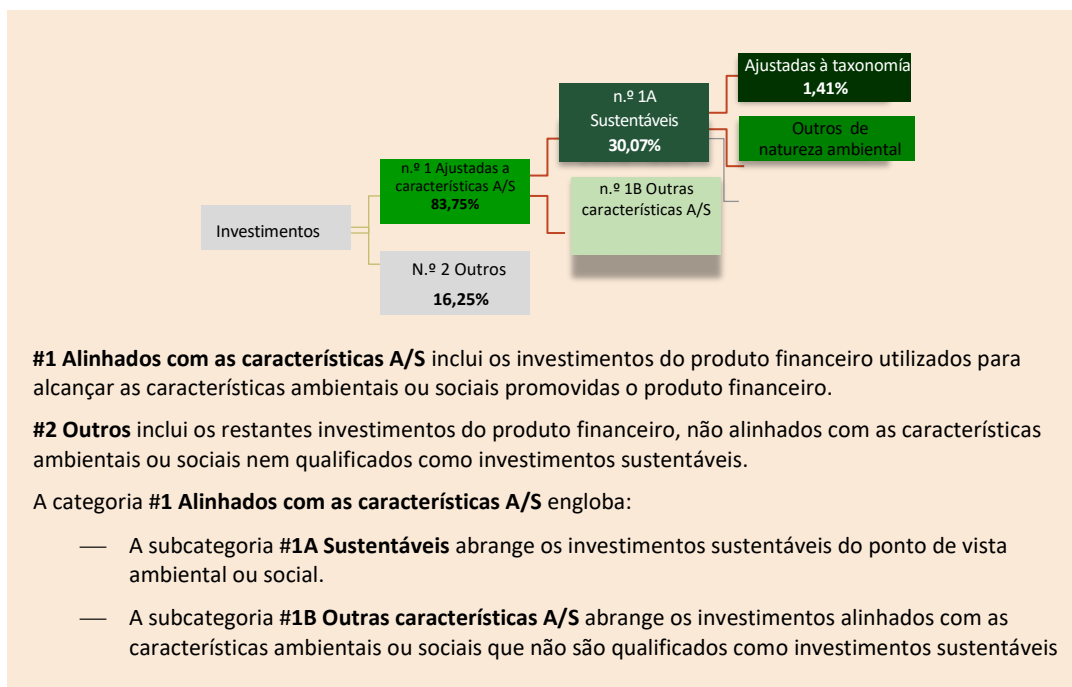 Ajustadas à taxonomía
1,41%
n.º 1A
Sustentáveis
30,07%
Outros de
natureza ambiental
n.º 1 Ajustadas a
características A/S
83,75%
n.º 1B Outras
características A/S
Investimentos
N.º 2 Outros
16,25%
#1 Alinhados com as características A/S inclui os investimentos do produto financeiro utilizados para
alcançar as características ambientais ou sociais promovidas o produto financeiro.
#2 Outros inclui os restantes investimentos do produto financeiro, não alinhados com as características
ambientais ou sociais nem qualificados como investimentos sustentáveis.
A categoria #1 Alinhados com as características A/S engloba:
— A subcategoria #1A Sustentáveis abrange os investimentos sustentáveis do ponto de vista
ambiental ou social.
— A subcategoria #1B Outras características A/S abrange os investimentos alinhados com as
características ambientais ou sociais que não são qualificados como investimentos sustentáveis